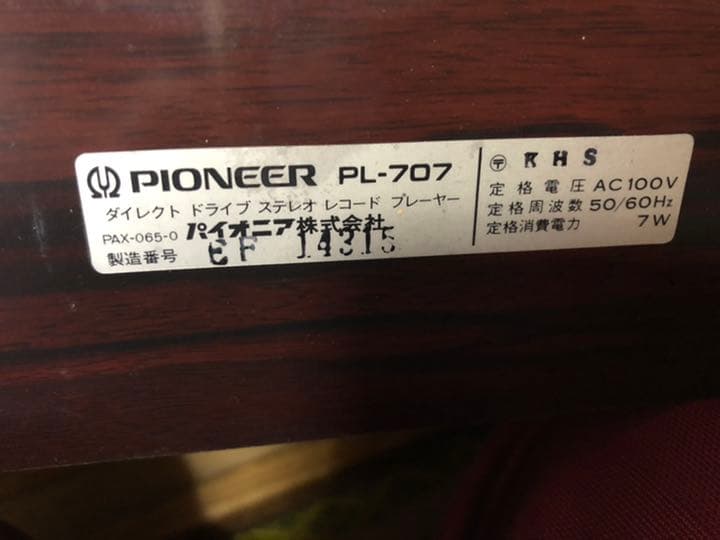 PIONEER PL-707
ダイレクト ドライブ ステレオ レコード プレーヤー
PAX-065-0 パイオニア株式会社
製造番号 EF 14315
〒 KHS
定格電圧 AC100V
定格周波数 50/60Hz
定格消費電力 7W